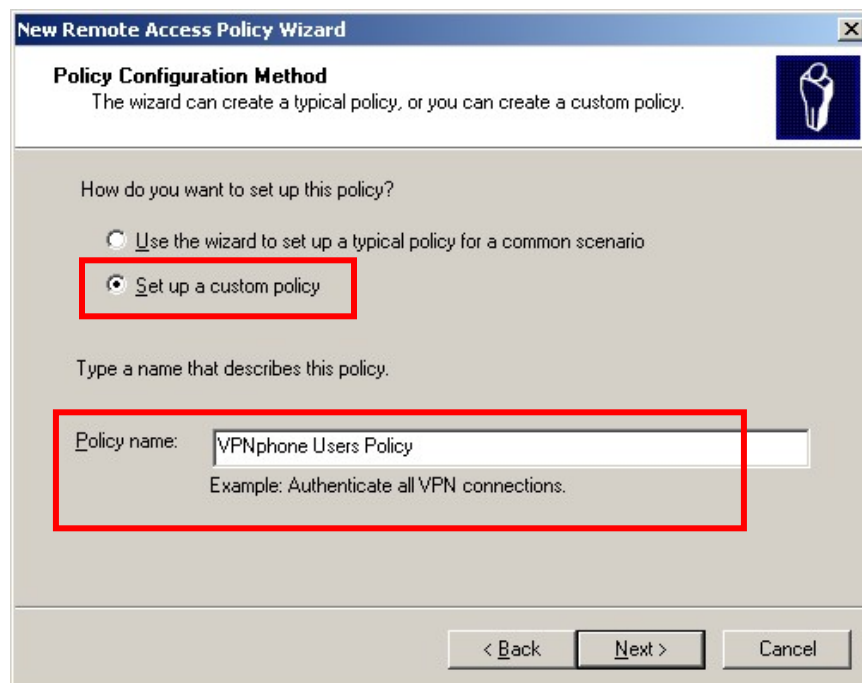 New Remote Access Policy Wizard
Policy Configuration Method
The wizard can create a typical policy, or you can create a custom policy.
How do you want to set up this policy?
Use the wizard to set up a typical policy for a common scenario
Set up a custom policy
Type a name that describes this policy.
Policy name: VPNphone Users Policy
Example: Authenticate all VPN connections.
< Back Next > Cancel